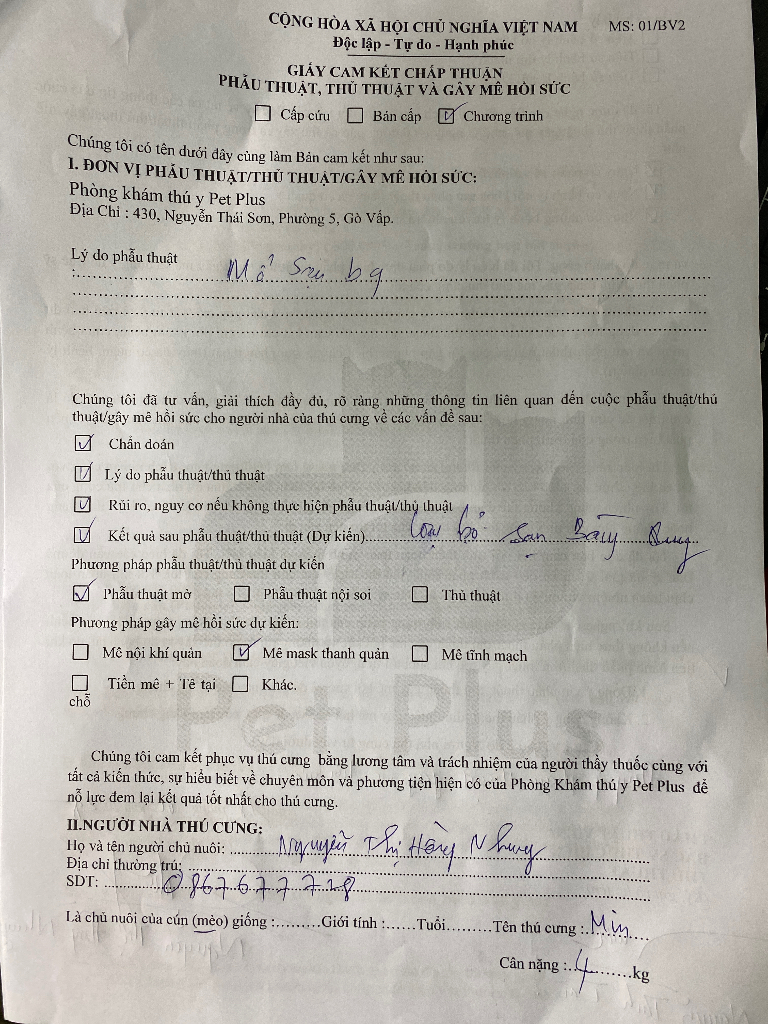 CỘNG HÒA XÃ HỘI CHỦ NGHĨA VIỆT NAM MS: 01/BV2
Độc lập - Tự do - Hạnh phúc
GIẤY CAM KẾT CHẤP THUẬN
PHẪU THUẬT, THỦ THUẬT VÀ GÂY MÊ HỒI SỨC
Cấp cứu Bán cấp Chương trình
Chúng tôi có tên dưới đây cùng làm Bản cam kết như sau:
I. ĐƠN VỊ PHẪU THUẬT/THỦ THUẬT/GÂY MÊ HỒI SỨC:
Phòng khám thú y Pet Plus
Địa Chỉ : 430, Nguyễn Thái Sơn, Phường 5, Gò Vấp.
Lý do phẫu thuật
: Mổ sạn bq
Chúng tôi đã tư vấn, giải thích đầy đủ, rõ ràng những thông tin liên quan đến cuộc phẫu thuật/thủ
thuật/gây mê hồi sức cho người nhà của thú cưng về các vấn đề sau:
Chẩn đoán
Lý do phẫu thuật/thủ thuật
Rủi ro, nguy cơ nếu không thực hiện phẫu thuật/thủ thuật
Kết quả sau phẫu thuật/thủ thuật (Dự kiến) loại bỏ sạn Bàng Quang
Phương pháp phẫu thuật/thủ thuật dự kiến
Phẫu thuật mở Phẫu thuật nội soi Thủ thuật
Phương pháp gây mê hồi sức dự kiến:
Mê nội khí quản Mê mask thanh quản Mê tĩnh mạch
Tiền mê + Tê tại Khác.
chỗ
Pet Plus
Chúng tôi cam kết phục vụ thú cưng bằng lương tâm và trách nhiệm của người thầy thuốc cùng với
tất cả kiến thức, sự hiểu biết về chuyên môn và phương tiện hiện có của Phòng Khám thú y Pet Plus để
nỗ lực đem lại kết quả tốt nhất cho thú cưng.
II.NGƯỜI NHÀ THÚ CƯNG:
Họ và tên người chủ nuôi: Nguyễn Thị Hồng Nhung
Địa chỉ thường trú:
SDT: 0867677728
Là chủ nuôi của cún (mèo) giống :.........Giới tính :......Tuổi.........Tên thú cưng : Min
Cân nặng : 4 kg